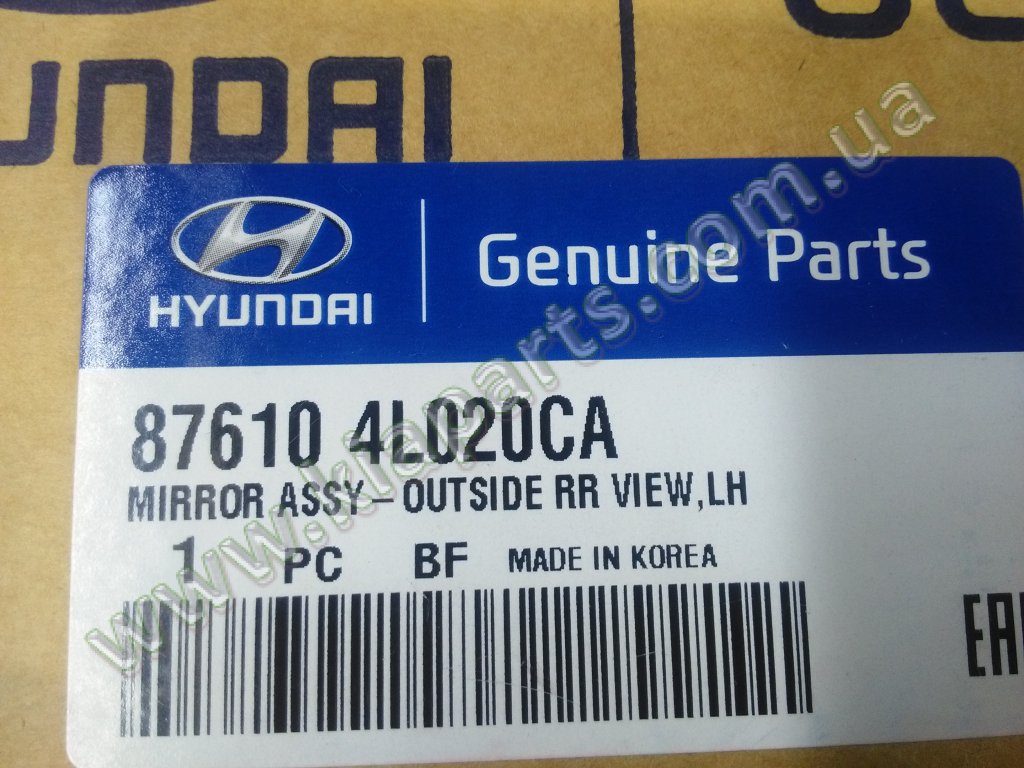 HYUNDAI
HYUNDAI
Genuine Parts
87610 4L020CA
MIRROR ASSY-OUTSIDE RR VIEW,LH
1 PC BF MADE IN KOREA
www.kiaparts.com.ua